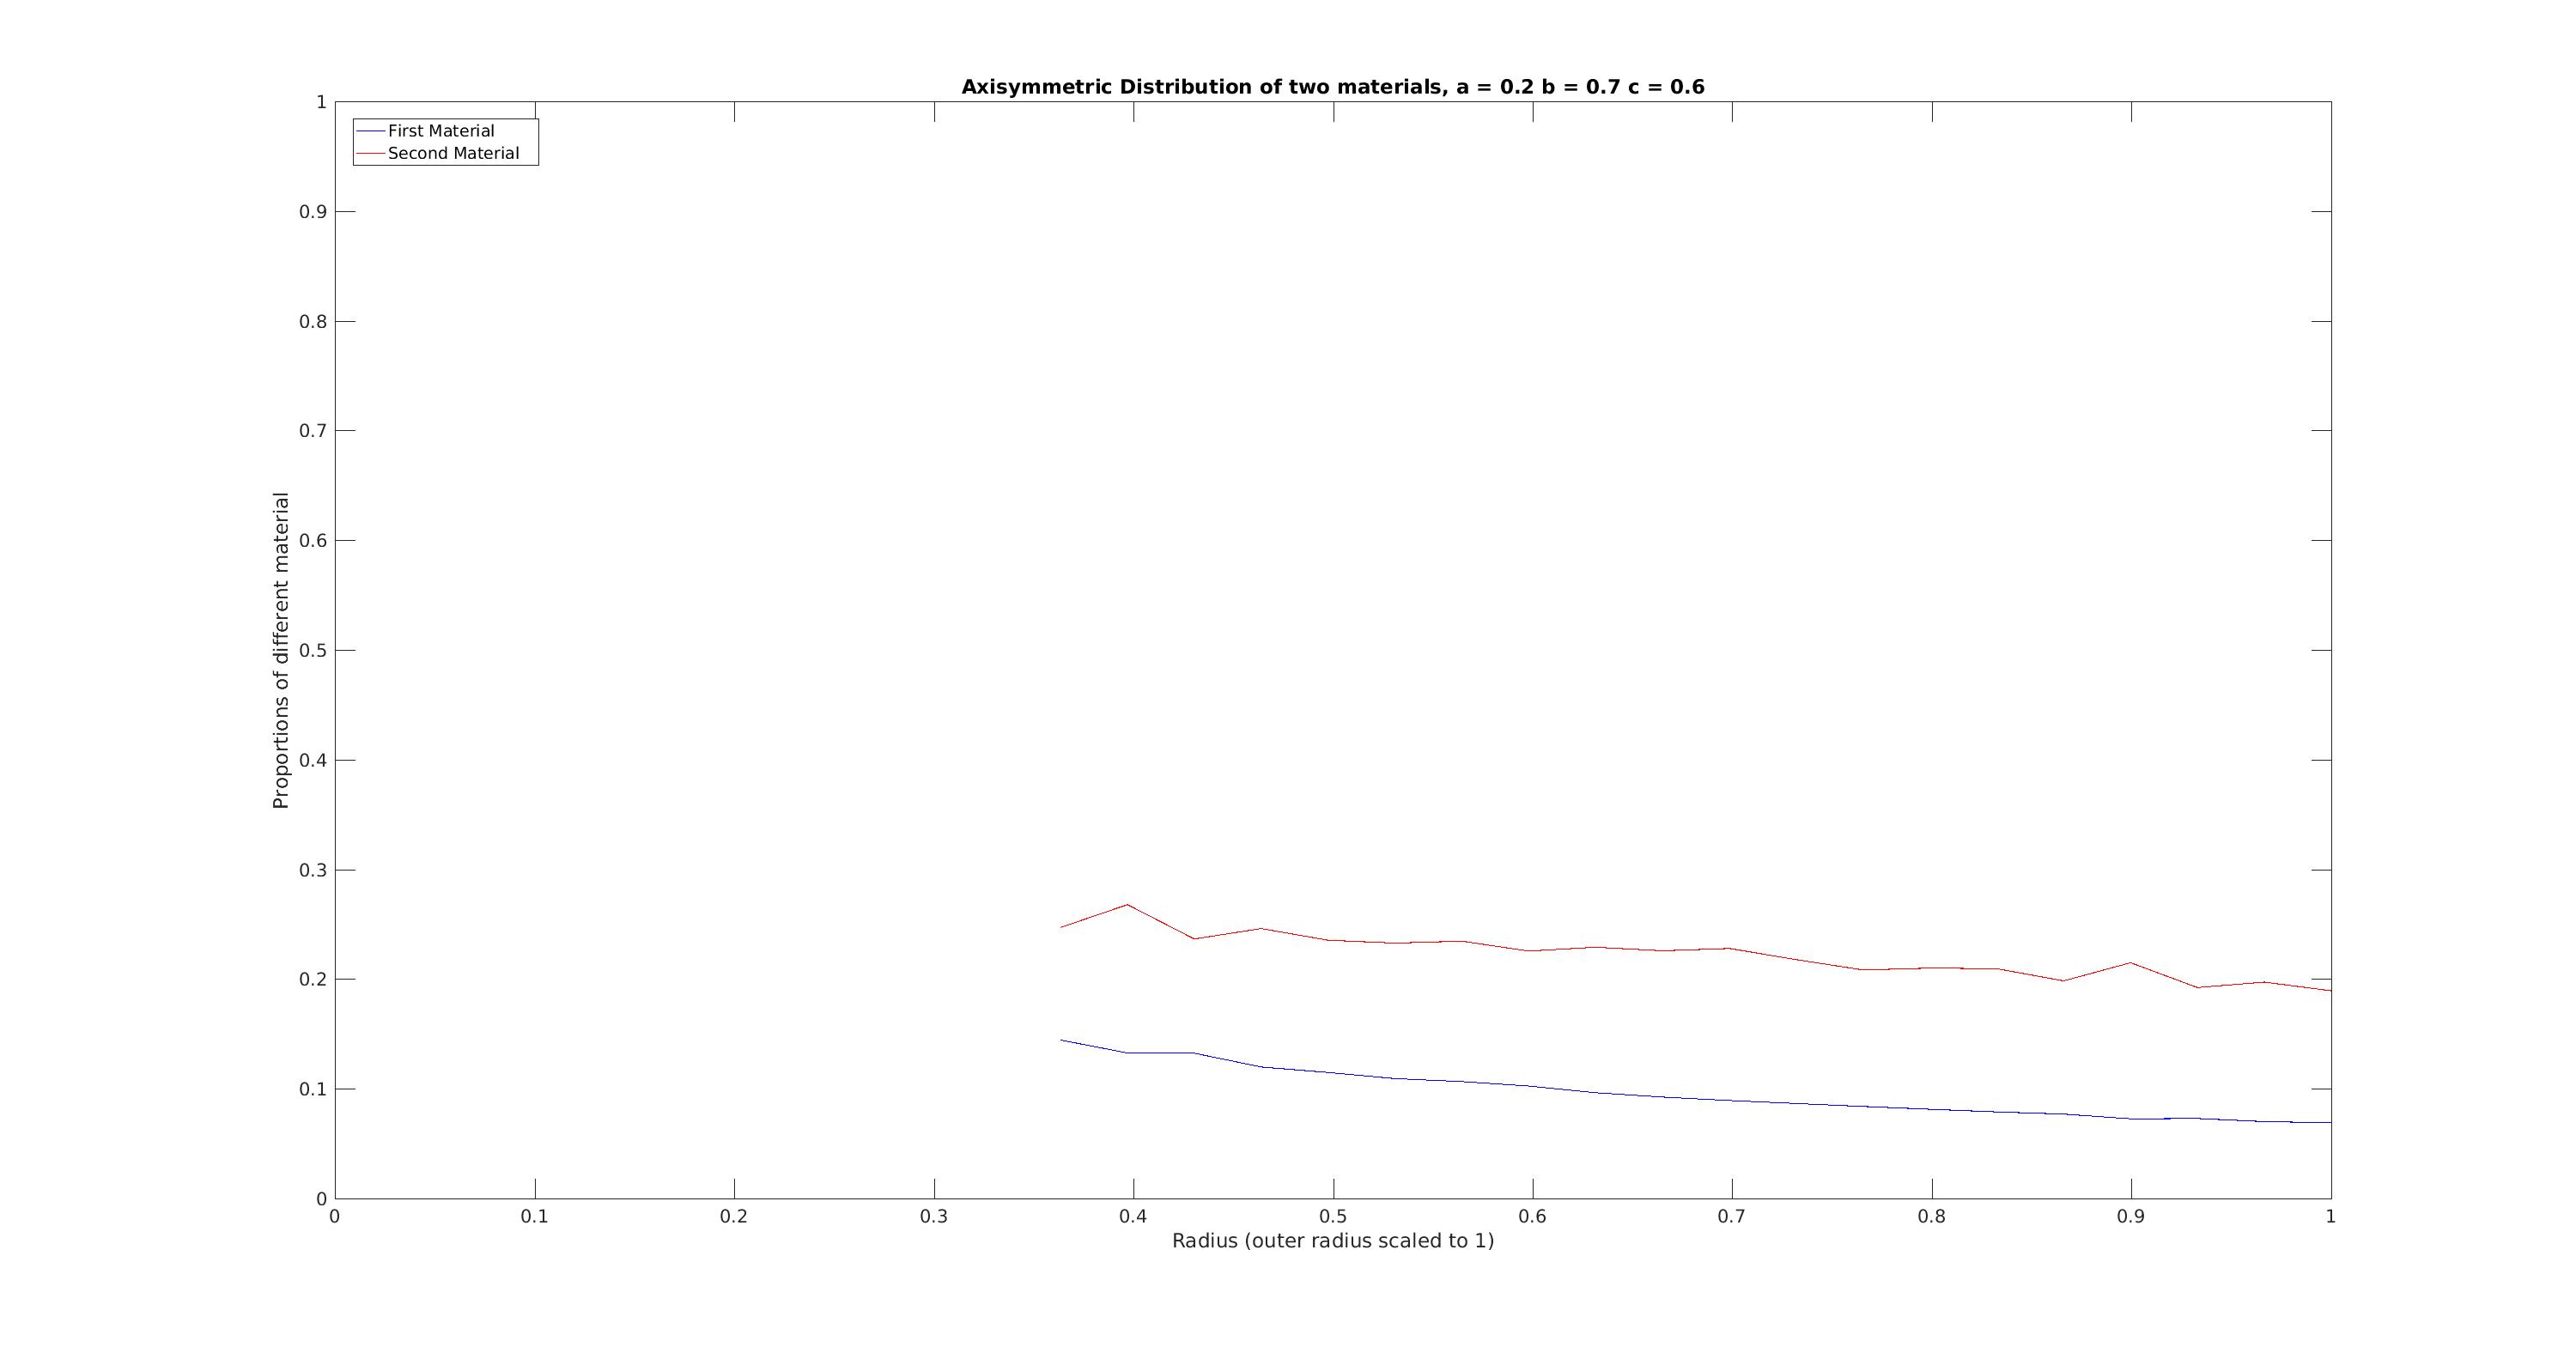 Axisymmetric Distribution of two materials, a = 0.2 b = 0.7 c = 0.6
First Material
Second Material
1
0.9
0.8
0.7
0.6
0.5
0.4
0.3
0.2
0.1
0
Proportions of different material
0 0.1 0.2 0.3 0.4 0.5 0.6 0.7 0.8 0.9 1
Radius (outer radius scaled to 1)